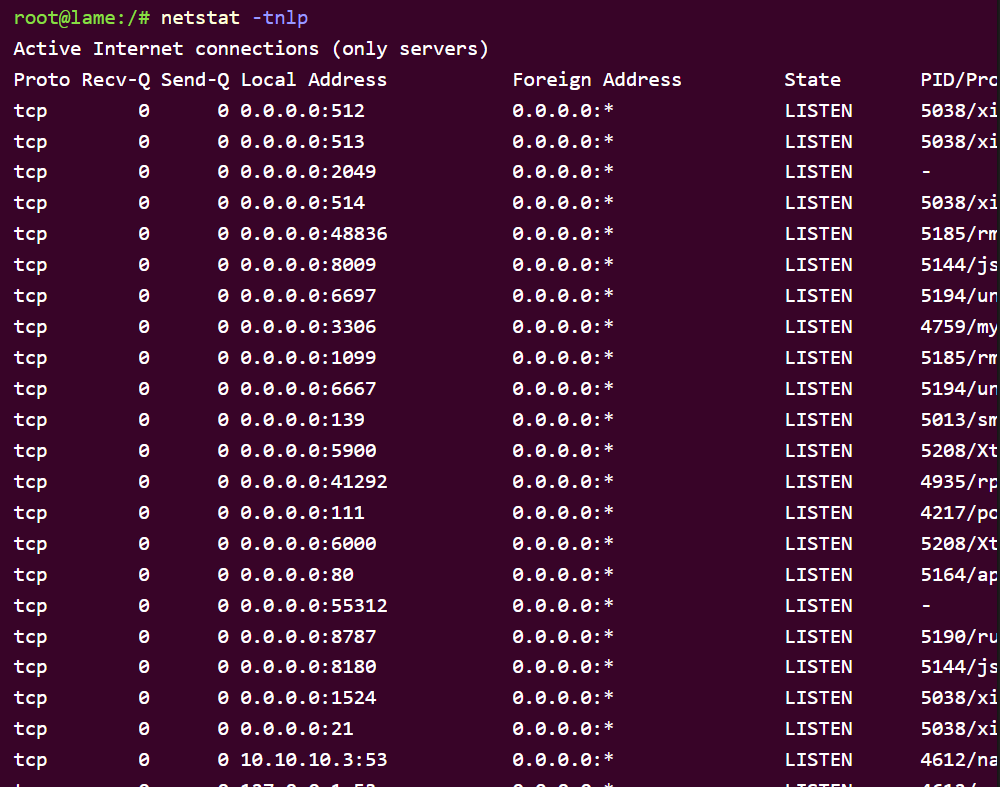 root@lame:/# netstat -tnlp
Active Internet connections (only servers)
Proto Recv-Q Send-Q Local Address Foreign Address State PID/Pro
tcp 0 0 0.0.0.0:512 0.0.0.0:* LISTEN 5038/xi
tcp 0 0 0.0.0.0:513 0.0.0.0:* LISTEN 5038/xi
tcp 0 0 0.0.0.0:2049 0.0.0.0:* LISTEN -
tcp 0 0 0.0.0.0:514 0.0.0.0:* LISTEN 5038/xi
tcp 0 0 0.0.0.0:48836 0.0.0.0:* LISTEN 5185/rm
tcp 0 0 0.0.0.0:8009 0.0.0.0:* LISTEN 5144/js
tcp 0 0 0.0.0.0:6697 0.0.0.0:* LISTEN 5194/un
tcp 0 0 0.0.0.0:3306 0.0.0.0:* LISTEN 4759/my
tcp 0 0 0.0.0.0:1099 0.0.0.0:* LISTEN 5185/rm
tcp 0 0 0.0.0.0:6667 0.0.0.0:* LISTEN 5194/un
tcp 0 0 0.0.0.0:139 0.0.0.0:* LISTEN 5013/sm
tcp 0 0 0.0.0.0:5900 0.0.0.0:* LISTEN 5208/Xt
tcp 0 0 0.0.0.0:41292 0.0.0.0:* LISTEN 4935/rp
tcp 0 0 0.0.0.0:111 0.0.0.0:* LISTEN 4217/po
tcp 0 0 0.0.0.0:6000 0.0.0.0:* LISTEN 5208/Xt
tcp 0 0 0.0.0.0:80 0.0.0.0:* LISTEN 5164/ap
tcp 0 0 0.0.0.0:55312 0.0.0.0:* LISTEN -
tcp 0 0 0.0.0.0:8787 0.0.0.0:* LISTEN 5190/ru
tcp 0 0 0.0.0.0:8180 0.0.0.0:* LISTEN 5144/js
tcp 0 0 0.0.0.0:1524 0.0.0.0:* LISTEN 5038/xi
tcp 0 0 0.0.0.0:21 0.0.0.0:* LISTEN 5038/xi
tcp 0 0 10.10.10.3:53 0.0.0.0:* LISTEN 4612/na